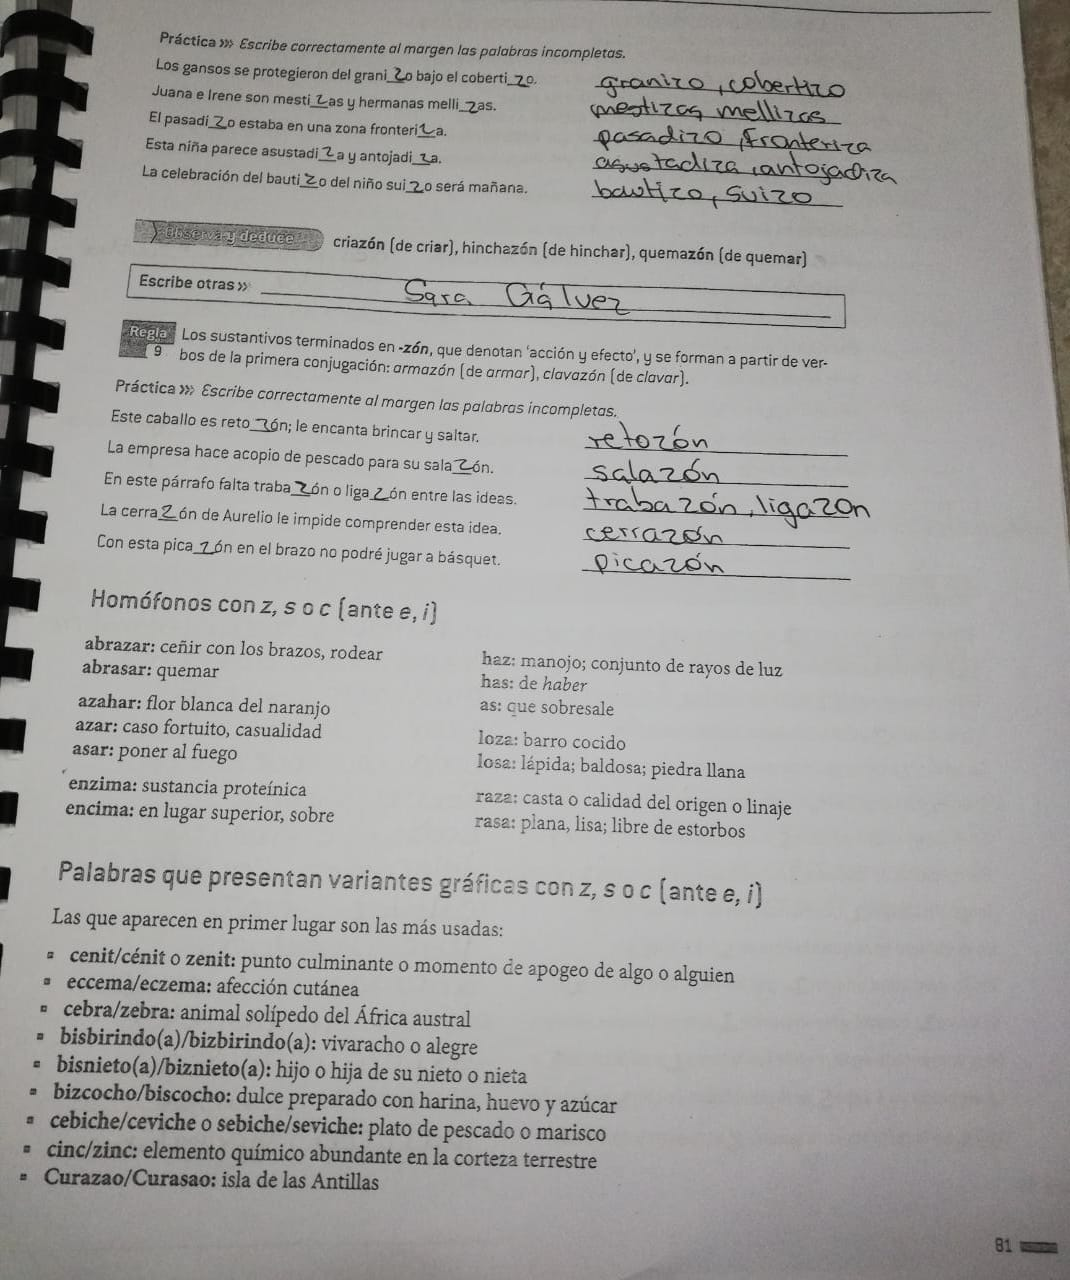 Práctica »» Escribe correctamente al margen las palabras incompletas.
Los gansos se protegieron del grani_z_o bajo el coberti_z_o. granizo, cobertizo
Juana e Irene son mesti_z_as y hermanas melli_z_as. mestizas mellizas
El pasadi_z_o estaba en una zona fronteri_z_a. pasadizo, fronteriza
Esta niña parece asustadi_z_a y antojadi_z_a. asustadiza, antojadiza
La celebración del bauti_z_o del niño sui_z_o será mañana. bautizo, suizo
Observa y deduce criazón (de criar), hinchazón (de hinchar), quemazón (de quemar)
Escribe otras » Sara Gálvez
Regla 9 Los sustantivos terminados en -zón, que denotan 'acción y efecto', y se forman a partir de ver-
bos de la primera conjugación: armazón (de armar), clavazón (de clavar).
Práctica »» Escribe correctamente al margen las palabras incompletas.
Este caballo es reto_z_ón; le encanta brincar y saltar. retozón
La empresa hace acopio de pescado para su sala_z_ón. salazón
En este párrafo falta traba_z_ón o liga_z_ón entre las ideas. trabazón, ligazon
La cerra_z_ón de Aurelio le impide comprender esta idea. cerrazón
Con esta pica_z_ón en el brazo no podré jugar a básquet. picazón
Homófonos con z, s o c (ante e, i)
abrazar: ceñir con los brazos, rodear
abrasar: quemar
azahar: flor blanca del naranjo
azar: caso fortuito, casualidad
asar: poner al fuego
enzima: sustancia proteínica
encima: en lugar superior, sobre
haz: manojo; conjunto de rayos de luz
has: de haber
as: que sobresale
loza: barro cocido
losa: lápida; baldosa; piedra llana
raza: casta o calidad del origen o linaje
rasa: plana, lisa; libre de estorbos
Palabras que presentan variantes gráficas con z, s o c (ante e, i)
Las que aparecen en primer lugar son las más usadas:
▪ cenit/cénit o zenit: punto culminante o momento de apogeo de algo o alguien
▪ eccema/eczema: afección cutánea
▪ cebra/zebra: animal solípedo del África austral
▪ bisbirindo(a)/bizbirindo(a): vivaracho o alegre
▪ bisnieto(a)/biznieto(a): hijo o hija de su nieto o nieta
▪ bizcocho/biscocho: dulce preparado con harina, huevo y azúcar
▪ cebiche/ceviche o sebiche/seviche: plato de pescado o marisco
▪ cinc/zinc: elemento químico abundante en la corteza terrestre
▪ Curazao/Curasao: isla de las Antillas
81